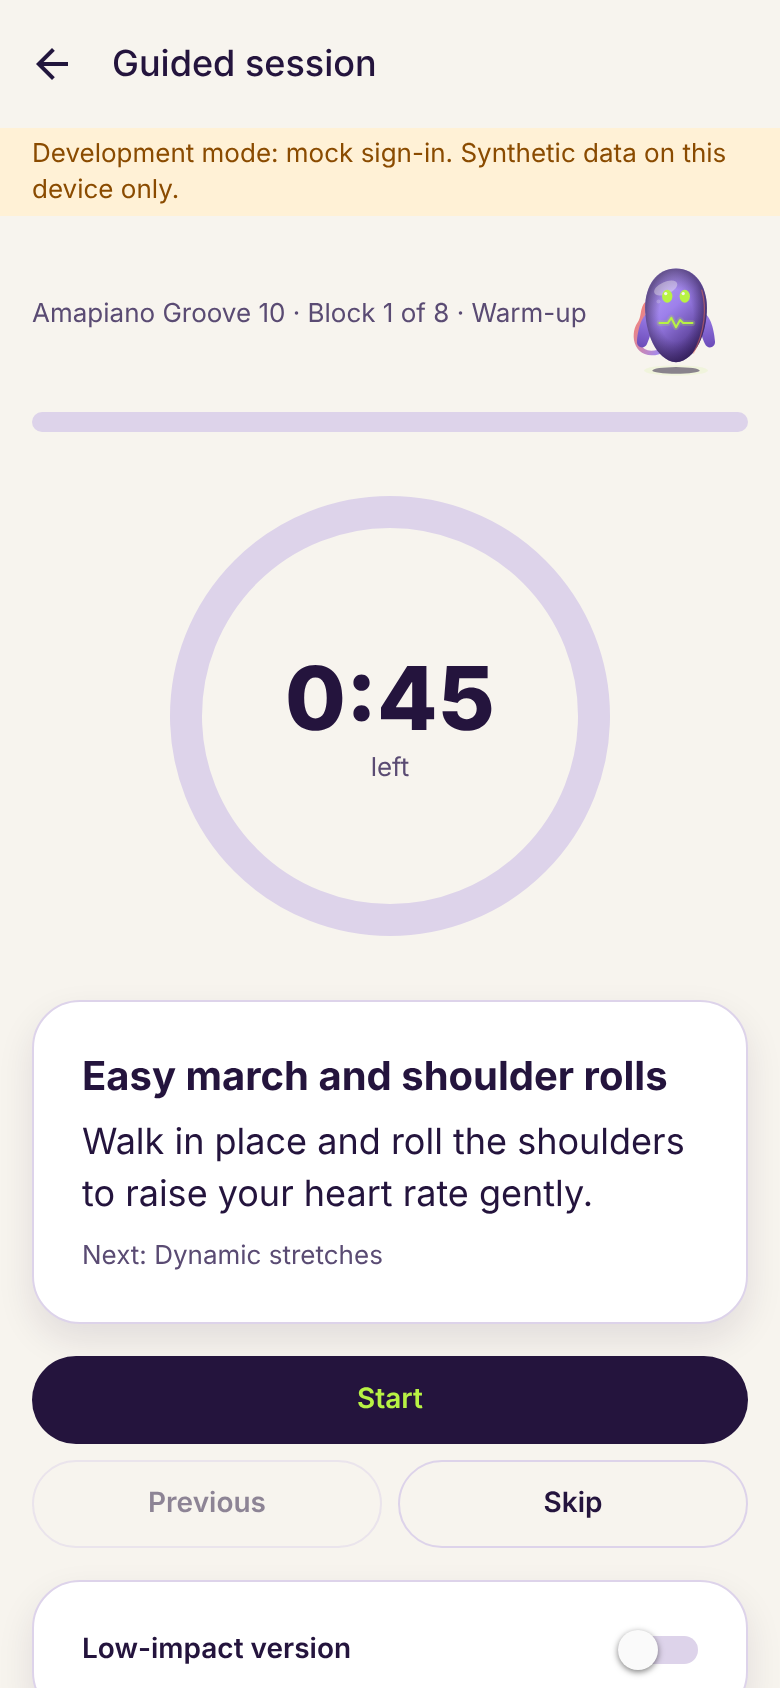 Guided session
Development mode: mock sign-in. Synthetic data on this
device only.
Amapiano Groove 10 · Block 1 of 8 · Warm-up
0:45
left
Easy march and shoulder rolls
Walk in place and roll the shoulders
to raise your heart rate gently.
Next: Dynamic stretches
Start
Previous
Skip
Low-impact version